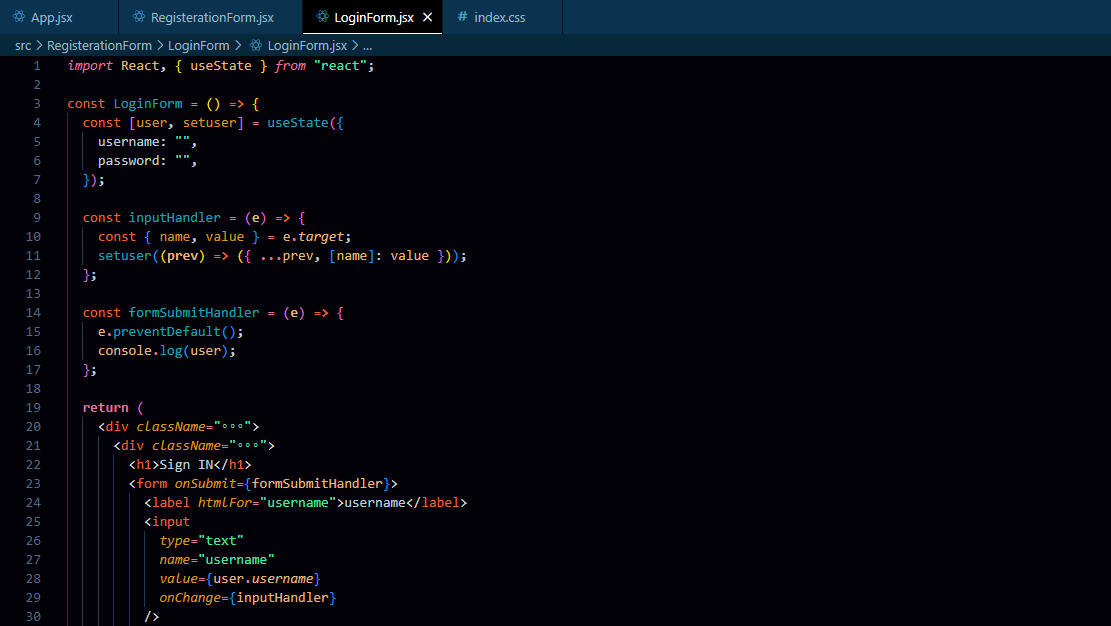 App.jsx RegisterationForm.jsx LoginForm.jsx × # index.css
src > RegisterationForm > LoginForm > LoginForm.jsx > ...
1 import React, { useState } from "react";
2
3 const LoginForm = () => {
4 const [user, setuser] = useState({
5 username: "",
6 password: "",
7 });
8
9 const inputHandler = (e) => {
10 const { name, value } = e.target;
11 setuser((prev) => ({ ...prev, [name]: value }));
12 };
13
14 const formSubmitHandler = (e) => {
15 e.preventDefault();
16 console.log(user);
17 };
18
19 return (
20 <div className="∘∘∘">
21 <div className="∘∘∘">
22 <h1>Sign IN</h1>
23 <form onSubmit={formSubmitHandler}>
24 <label htmlFor="username">username</label>
25 <input
26 type="text"
27 name="username"
28 value={user.username}
29 onChange={inputHandler}
30 />